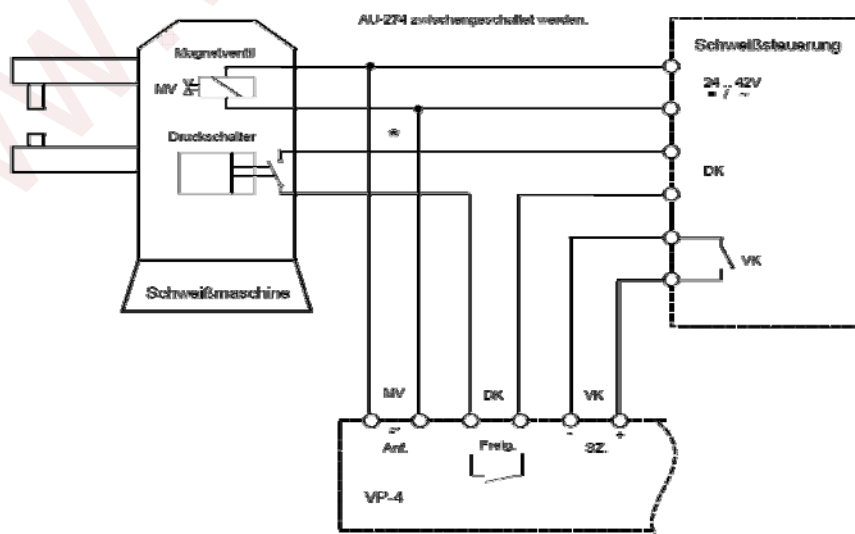 AU-274 zwischengeschaltet werden.
Schweißsteuerung
Magnetventil
24 .. 42V
= / ~
MV
*
Druckschalter
DK
VK
Schweißmaschine
MV DK VK
~ - +
Anf. Freig. SZ.
VP-4